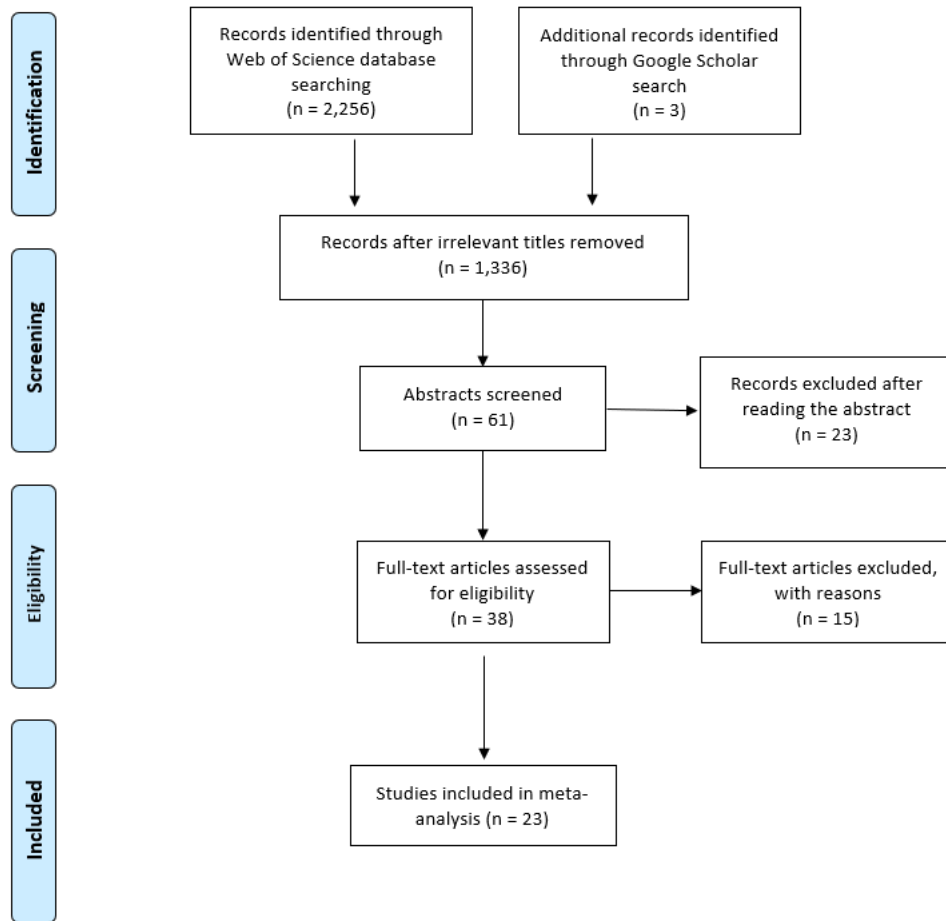 Identification
Records identified through
Web of Science database
searching
(n = 2,256)
Additional records identified
through Google Scholar
search
(n = 3)
Records after irrelevant titles removed
(n = 1,336)
Screening
Abstracts screened
(n = 61)
Records excluded after
reading the abstract
(n = 23)
Eligibility
Full-text articles assessed
for eligibility
(n = 38)
Full-text articles excluded,
with reasons
(n = 15)
Included
Studies included in meta-
analysis (n = 23)